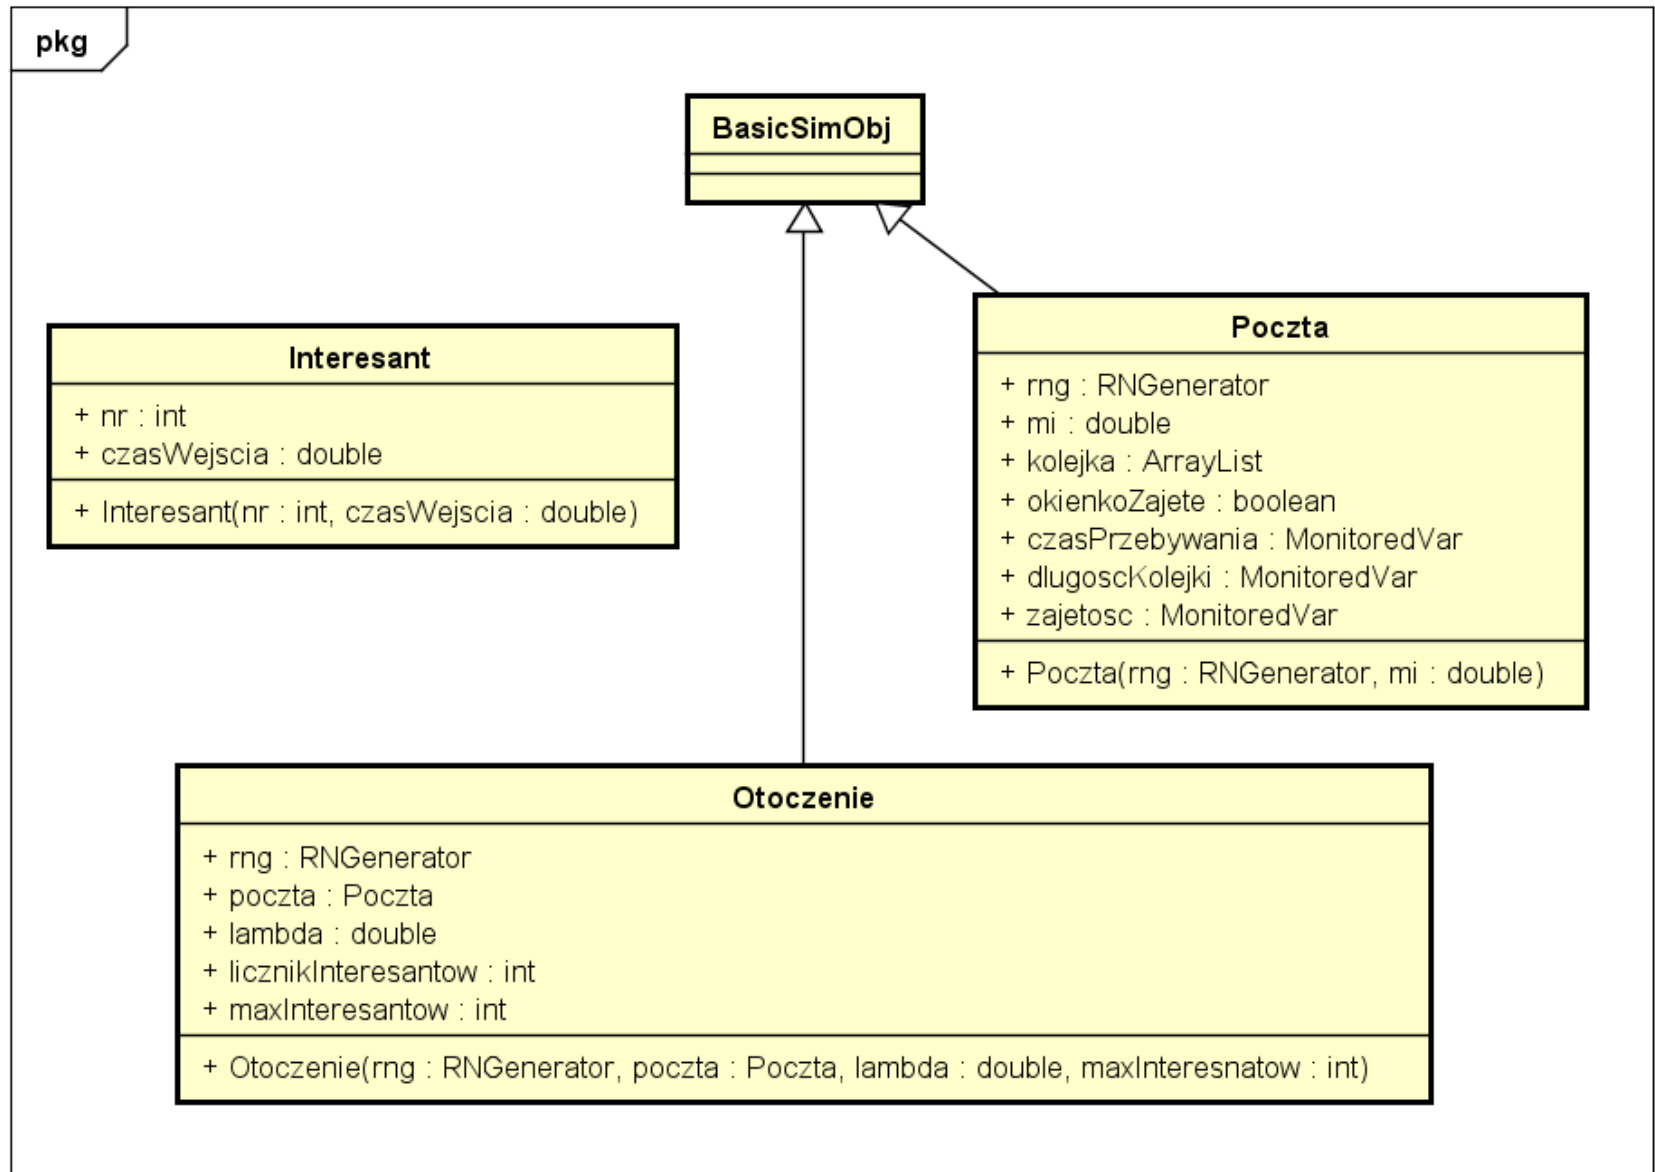 pkg
BasicSimObj
Interesant
+ nr : int
+ czasWejscia : double
+ Interesant(nr : int, czasWejscia : double)
Poczta
+ rng : RNGenerator
+ mi : double
+ kolejka : ArrayList
+ okienkoZajete : boolean
+ czasPrzebywania : MonitoredVar
+ dlugoscKolejki : MonitoredVar
+ zajetosc : MonitoredVar
+ Poczta(rng : RNGenerator, mi : double)
Otoczenie
+ rng : RNGenerator
+ poczta : Poczta
+ lambda : double
+ licznikInteresantow : int
+ maxInteresantow : int
+ Otoczenie(rng : RNGenerator, poczta : Poczta, lambda : double, maxInteresnatow : int)